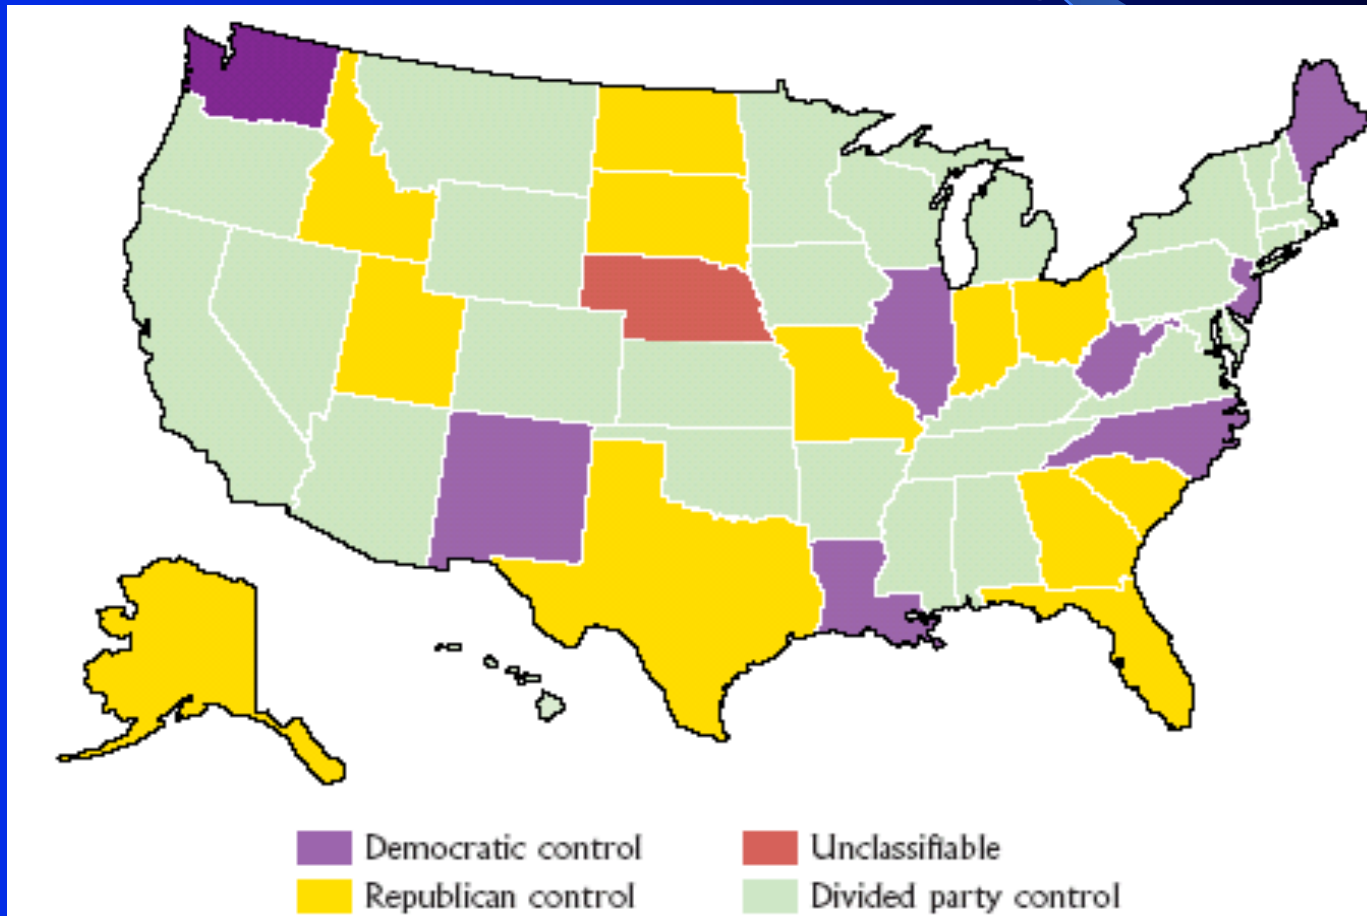 Democratic control
Unclassifiable
Republican control
Divided party control